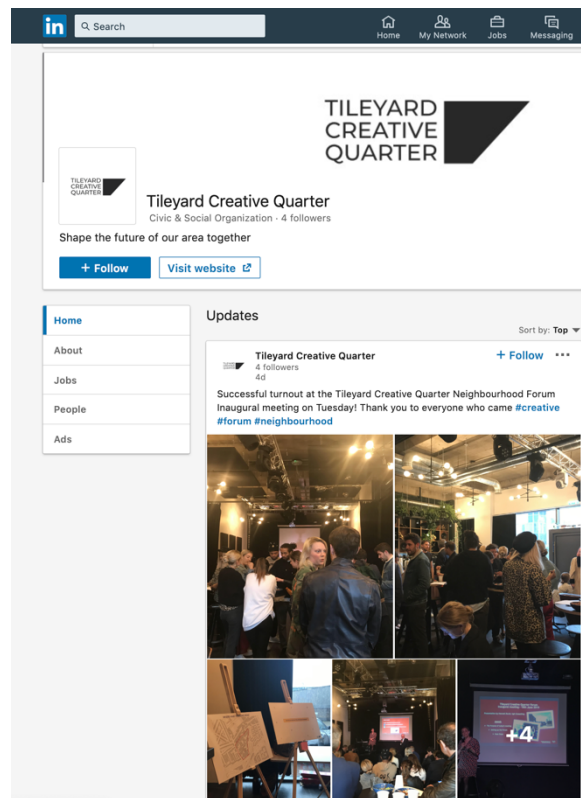 in Search
Home My Network Jobs Messaging
TILEYARD
CREATIVE
QUARTER
TILEYARD
CREATIVE
QUARTER
Tileyard Creative Quarter
Civic & Social Organization · 4 followers
Shape the future of our area together
+ Follow Visit website
Home
About
Jobs
People
Ads
Updates
Sort by: Top
Tileyard Creative Quarter + Follow •••
4 followers
4d
Successful turnout at the Tileyard Creative Quarter Neighbourhood Forum
Inaugural meeting on Tuesday! Thank you to everyone who came #creative
#forum #neighbourhood
+4